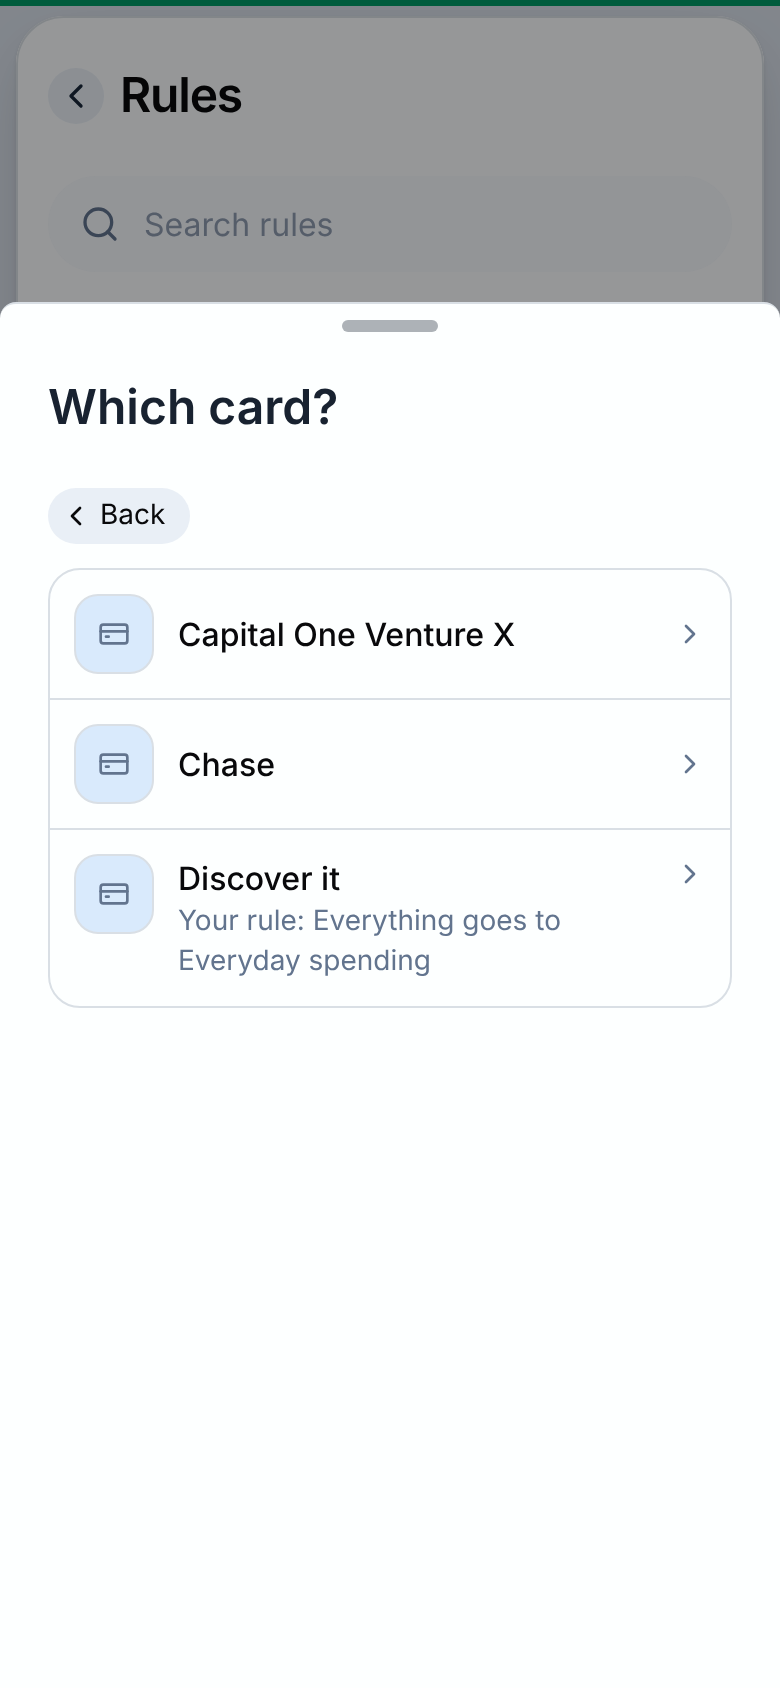 Rules
Search rules
Which card?
Back
Capital One Venture X
Chase
Discover it
Your rule: Everything goes to
Everyday spending